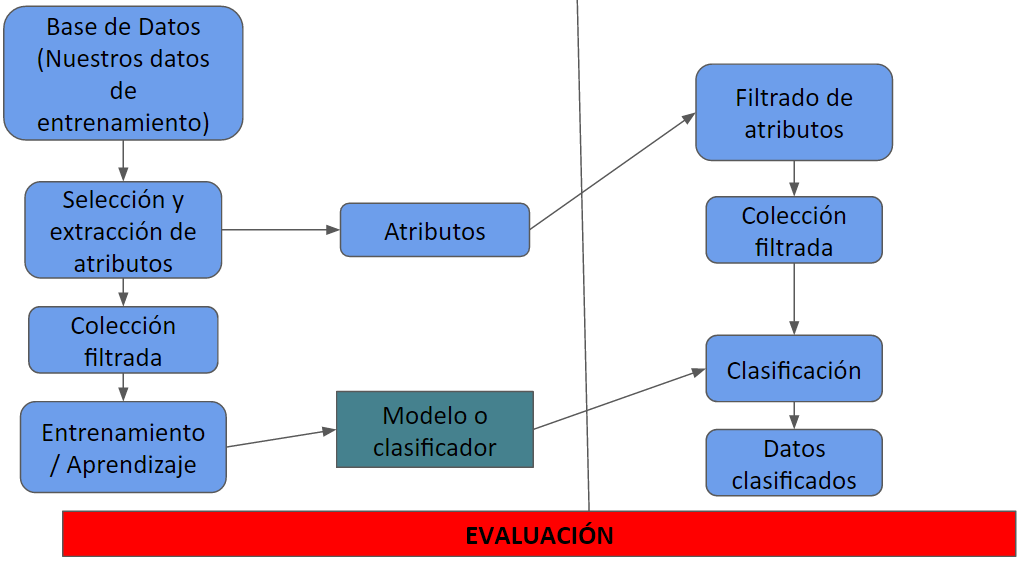 Base de Datos
(Nuestros datos
de
entrenamiento)
Selección y
extracción de
atributos
Colección
filtrada
Entrenamiento
/ Aprendizaje
Atributos
Modelo o
clasificador
Filtrado de
atributos
Colección
filtrada
Clasificación
Datos
clasificados
EVALUACIÓN